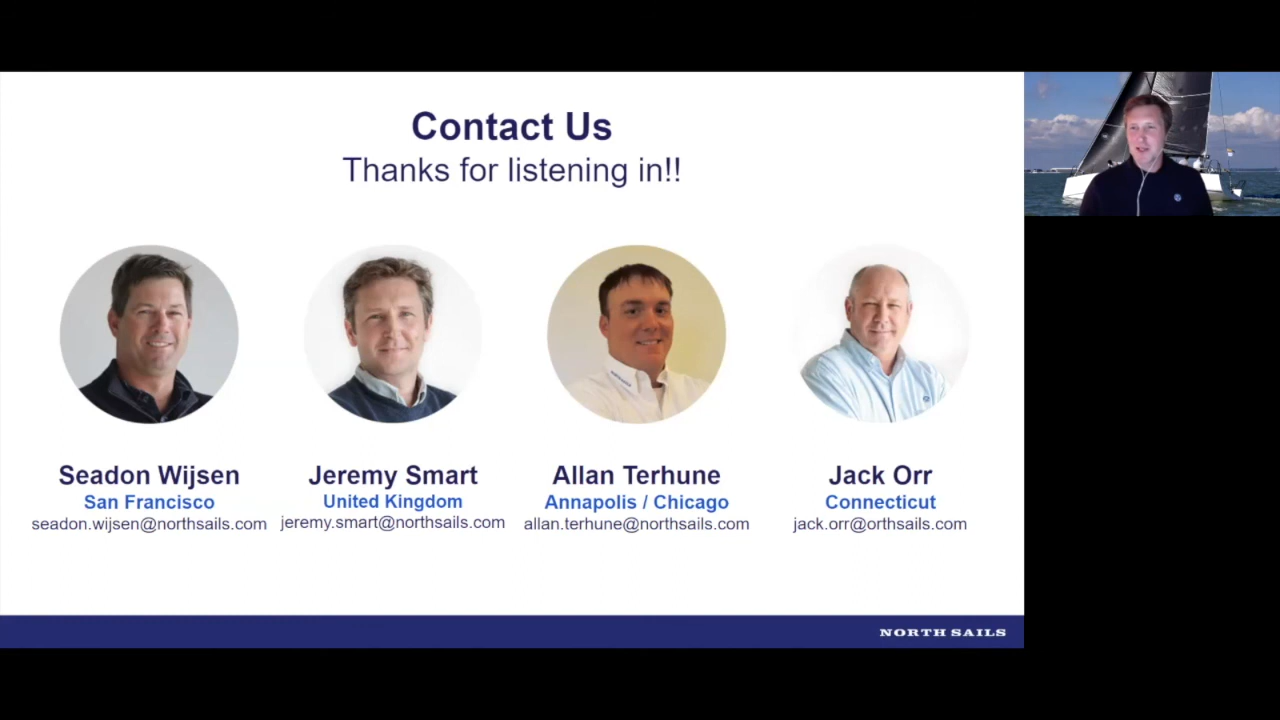 Contact Us
Thanks for listening in!!
Seadon Wijsen
San Francisco
seadon.wijsen@northsails.com
Jeremy Smart
United Kingdom
jeremy.smart@northsails.com
Allan Terhune
Annapolis / Chicago
allan.terhune@northsails.com
Jack Orr
Connecticut
jack.orr@orthsails.com
NORTH SAILS